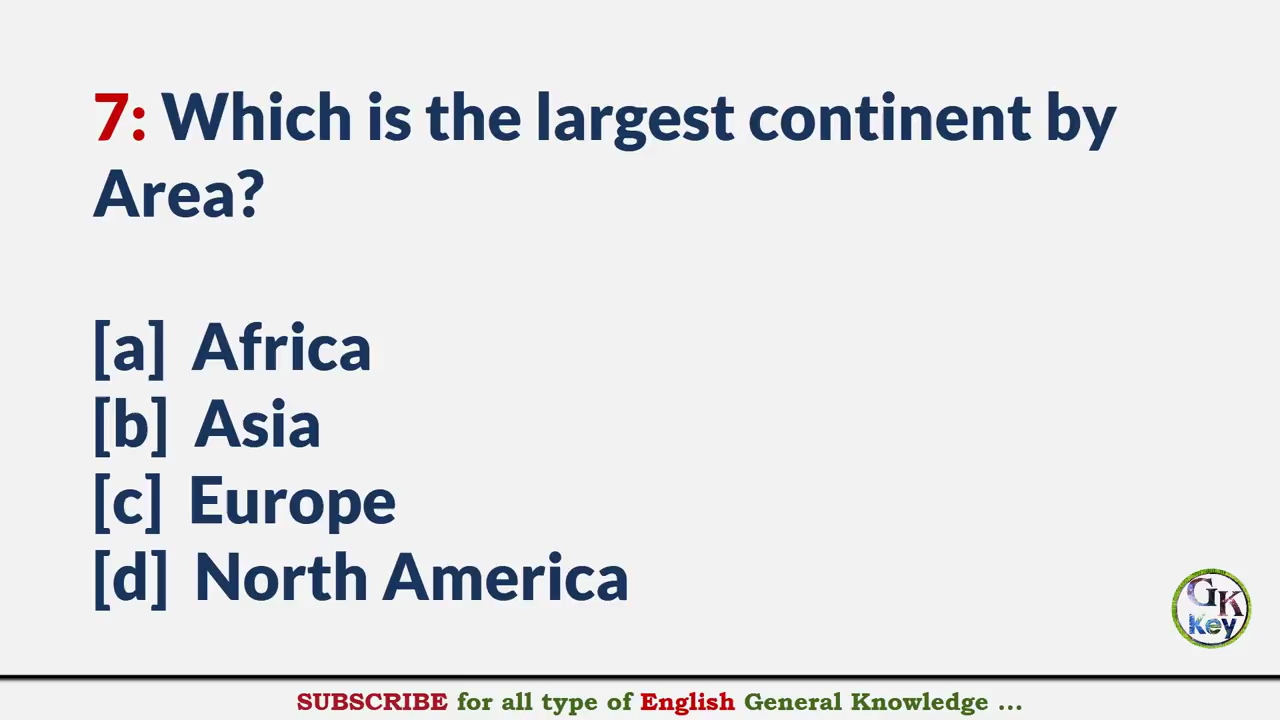 7: Which is the largest continent by
Area?
[a] Africa
[b] Asia
[c] Europe
[d] North America
GK
Key
SUBSCRIBE for all type of English General Knowledge ...